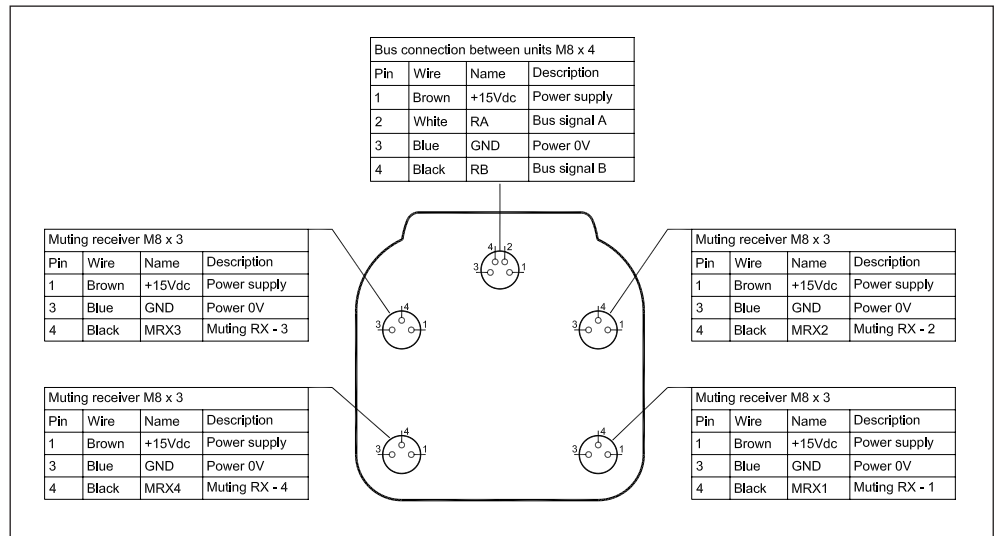 Bus connection between units M8 x 4
Pin Wire Name Description
1 Brown +15Vdc Power supply
2 White RA Bus signal A
3 Blue GND Power 0V
4 Black RB Bus signal B
Muting receiver M8 x 3
Pin Wire Name Description
1 Brown +15Vdc Power supply
3 Blue GND Power 0V
4 Black MRX3 Muting RX - 3
Muting receiver M8 x 3
Pin Wire Name Description
1 Brown +15Vdc Power supply
3 Blue GND Power 0V
4 Black MRX2 Muting RX - 2
4 2
3 1
4
3 1
4
3 1
Muting receiver M8 x 3
Pin Wire Name Description
1 Brown +15Vdc Power supply
3 Blue GND Power 0V
4 Black MRX4 Muting RX - 4
Muting receiver M8 x 3
Pin Wire Name Description
1 Brown +15Vdc Power supply
3 Blue GND Power 0V
4 Black MRX1 Muting RX - 1
4
3 1
4
3 1